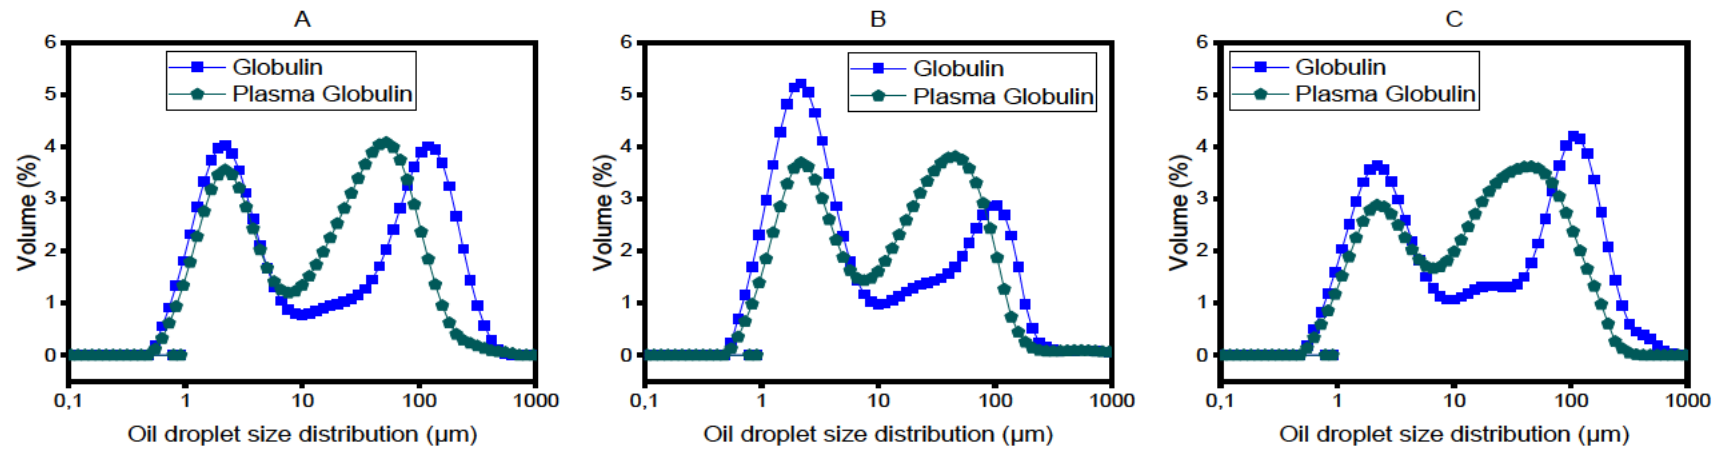 A
6
5
4
3
2
1
0
Volume (%)
Globulin
Plasma Globulin
0,1 1 10 100 1000
Oil droplet size distribution (µm)
B
6
5
4
3
2
1
0
Volume (%)
Globulin
Plasma Globulin
0,1 1 10 100 1000
Oil droplet size distribution (µm)
C
6
5
4
3
2
1
0
Volume (%)
Globulin
Plasma Globulin
0,1 1 10 100 1000
Oil droplet size distribution (µm)